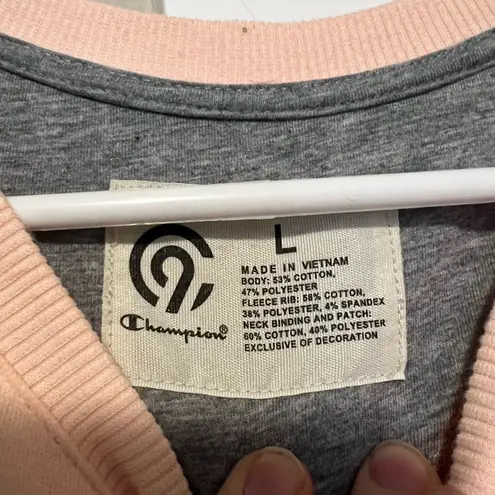 L
MADE IN VIETNAM
BODY: 53% COTTON,
47% POLYESTER
FLEECE RIB: 58% COTTON,
38% POLYESTER, 4% SPANDEX
NECK BINDING AND PATCH:
60% COTTON, 40% POLYESTER
EXCLUSIVE OF DECORATION
C9
Champion®